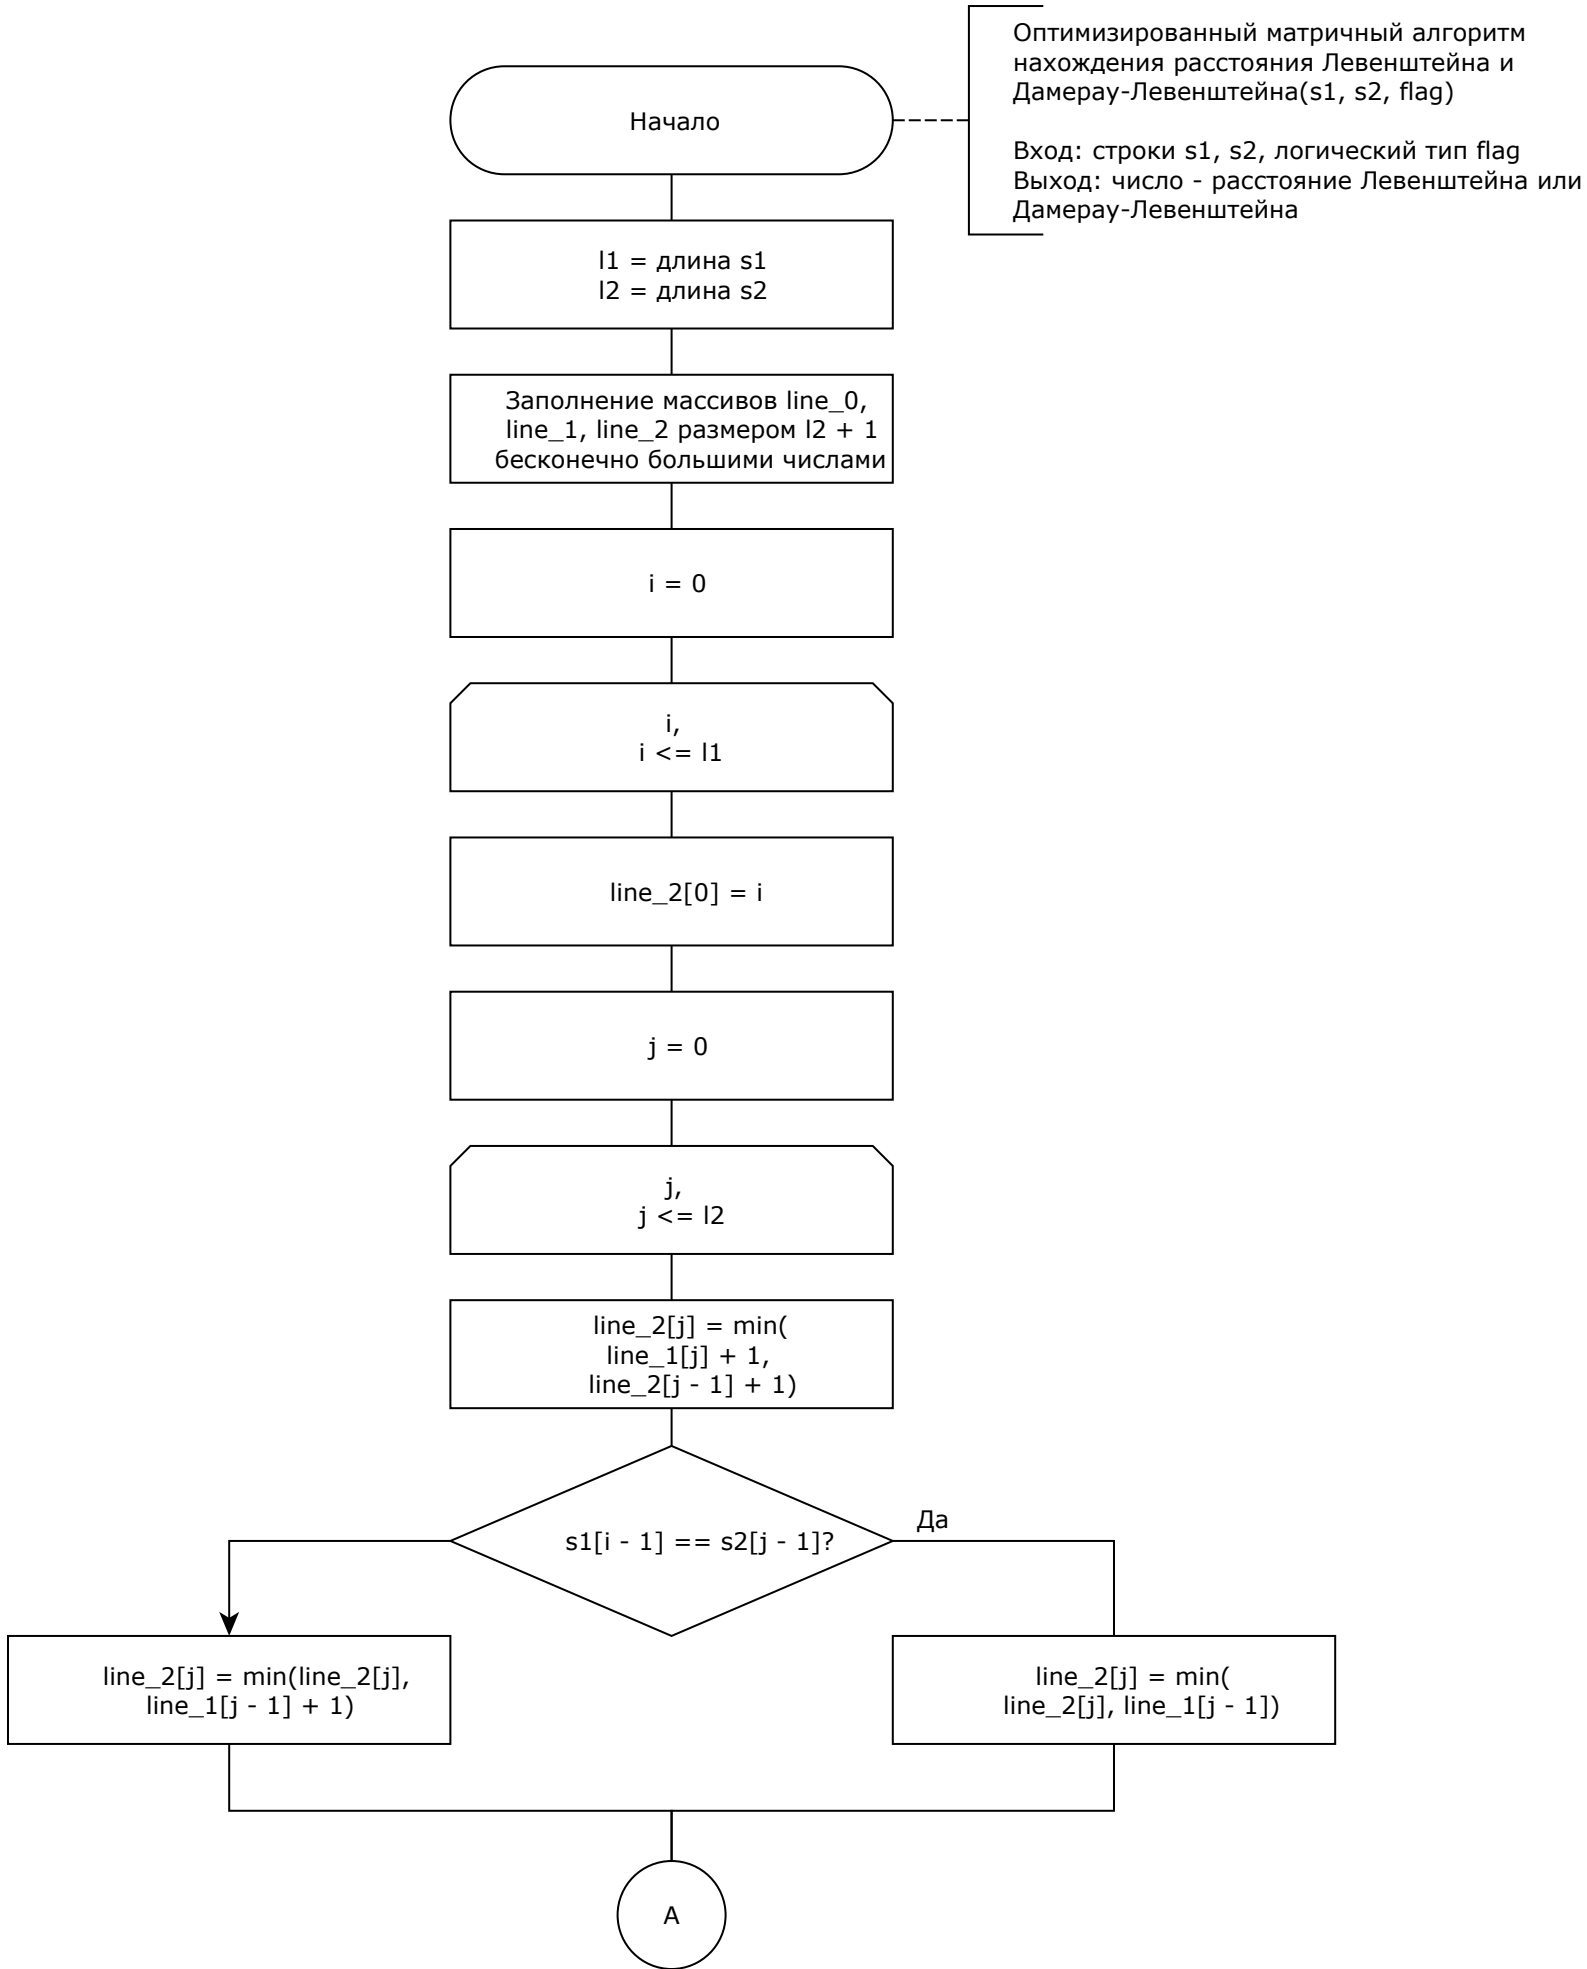 Оптимизированный матричный алгоритм
нахождения расстояния Левенштейна и
Дамерау-Левенштейна(s1, s2, flag)
Вход: строки s1, s2, логический тип flag
Выход: число - расстояние Левенштейна или
Дамерау-Левенштейна
Начало
l1 = длина s1
l2 = длина s2
Заполнение массивов line_0,
line_1, line_2 размером l2 + 1
бесконечно большими числами
i = 0
i,
i <= l1
line_2[0] = i
j = 0
j,
j <= l2
line_2[j] = min(
line_1[j] + 1,
line_2[j - 1] + 1)
s1[i - 1] == s2[j - 1]?
Да
line_2[j] = min(line_2[j],
line_1[j - 1] + 1)
line_2[j] = min(
line_2[j], line_1[j - 1])
A